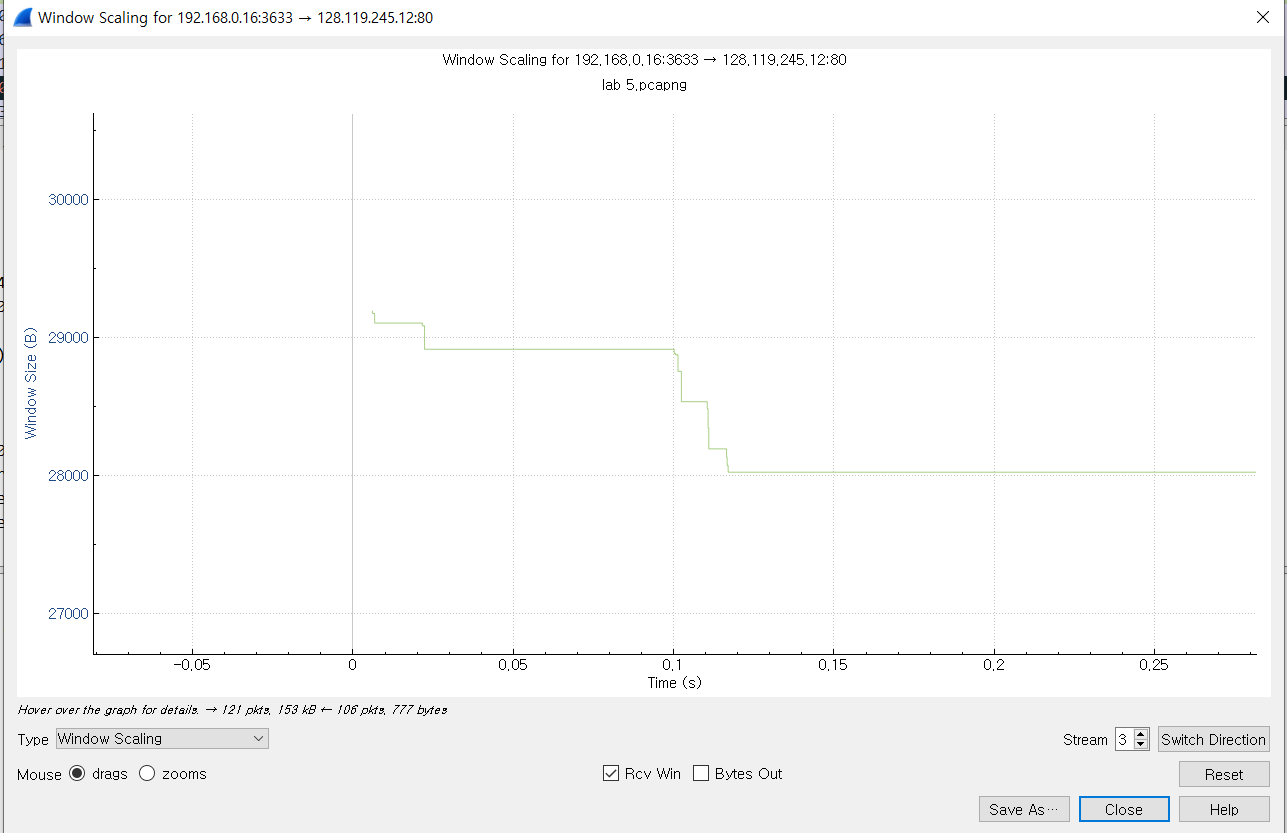 Window Scaling for 192.168.0.16:3633 → 128.119.245.12:80
Window Scaling for 192,168,0,16:3633 → 128,119,245,12:80
lab 5,pcapng
30000
29000
28000
27000
Window Size (B)
-0,05
0
0,05
0,1
0,15
0,2
0,25
Time (s)
Hover over the graph for details. → 121 pkts, 153 kB ← 106 pkts, 777 bytes
Type Window Scaling
Stream 3 Switch Direction
Mouse drags zooms
Rcv Win Bytes Out
Reset
Save As… Close Help